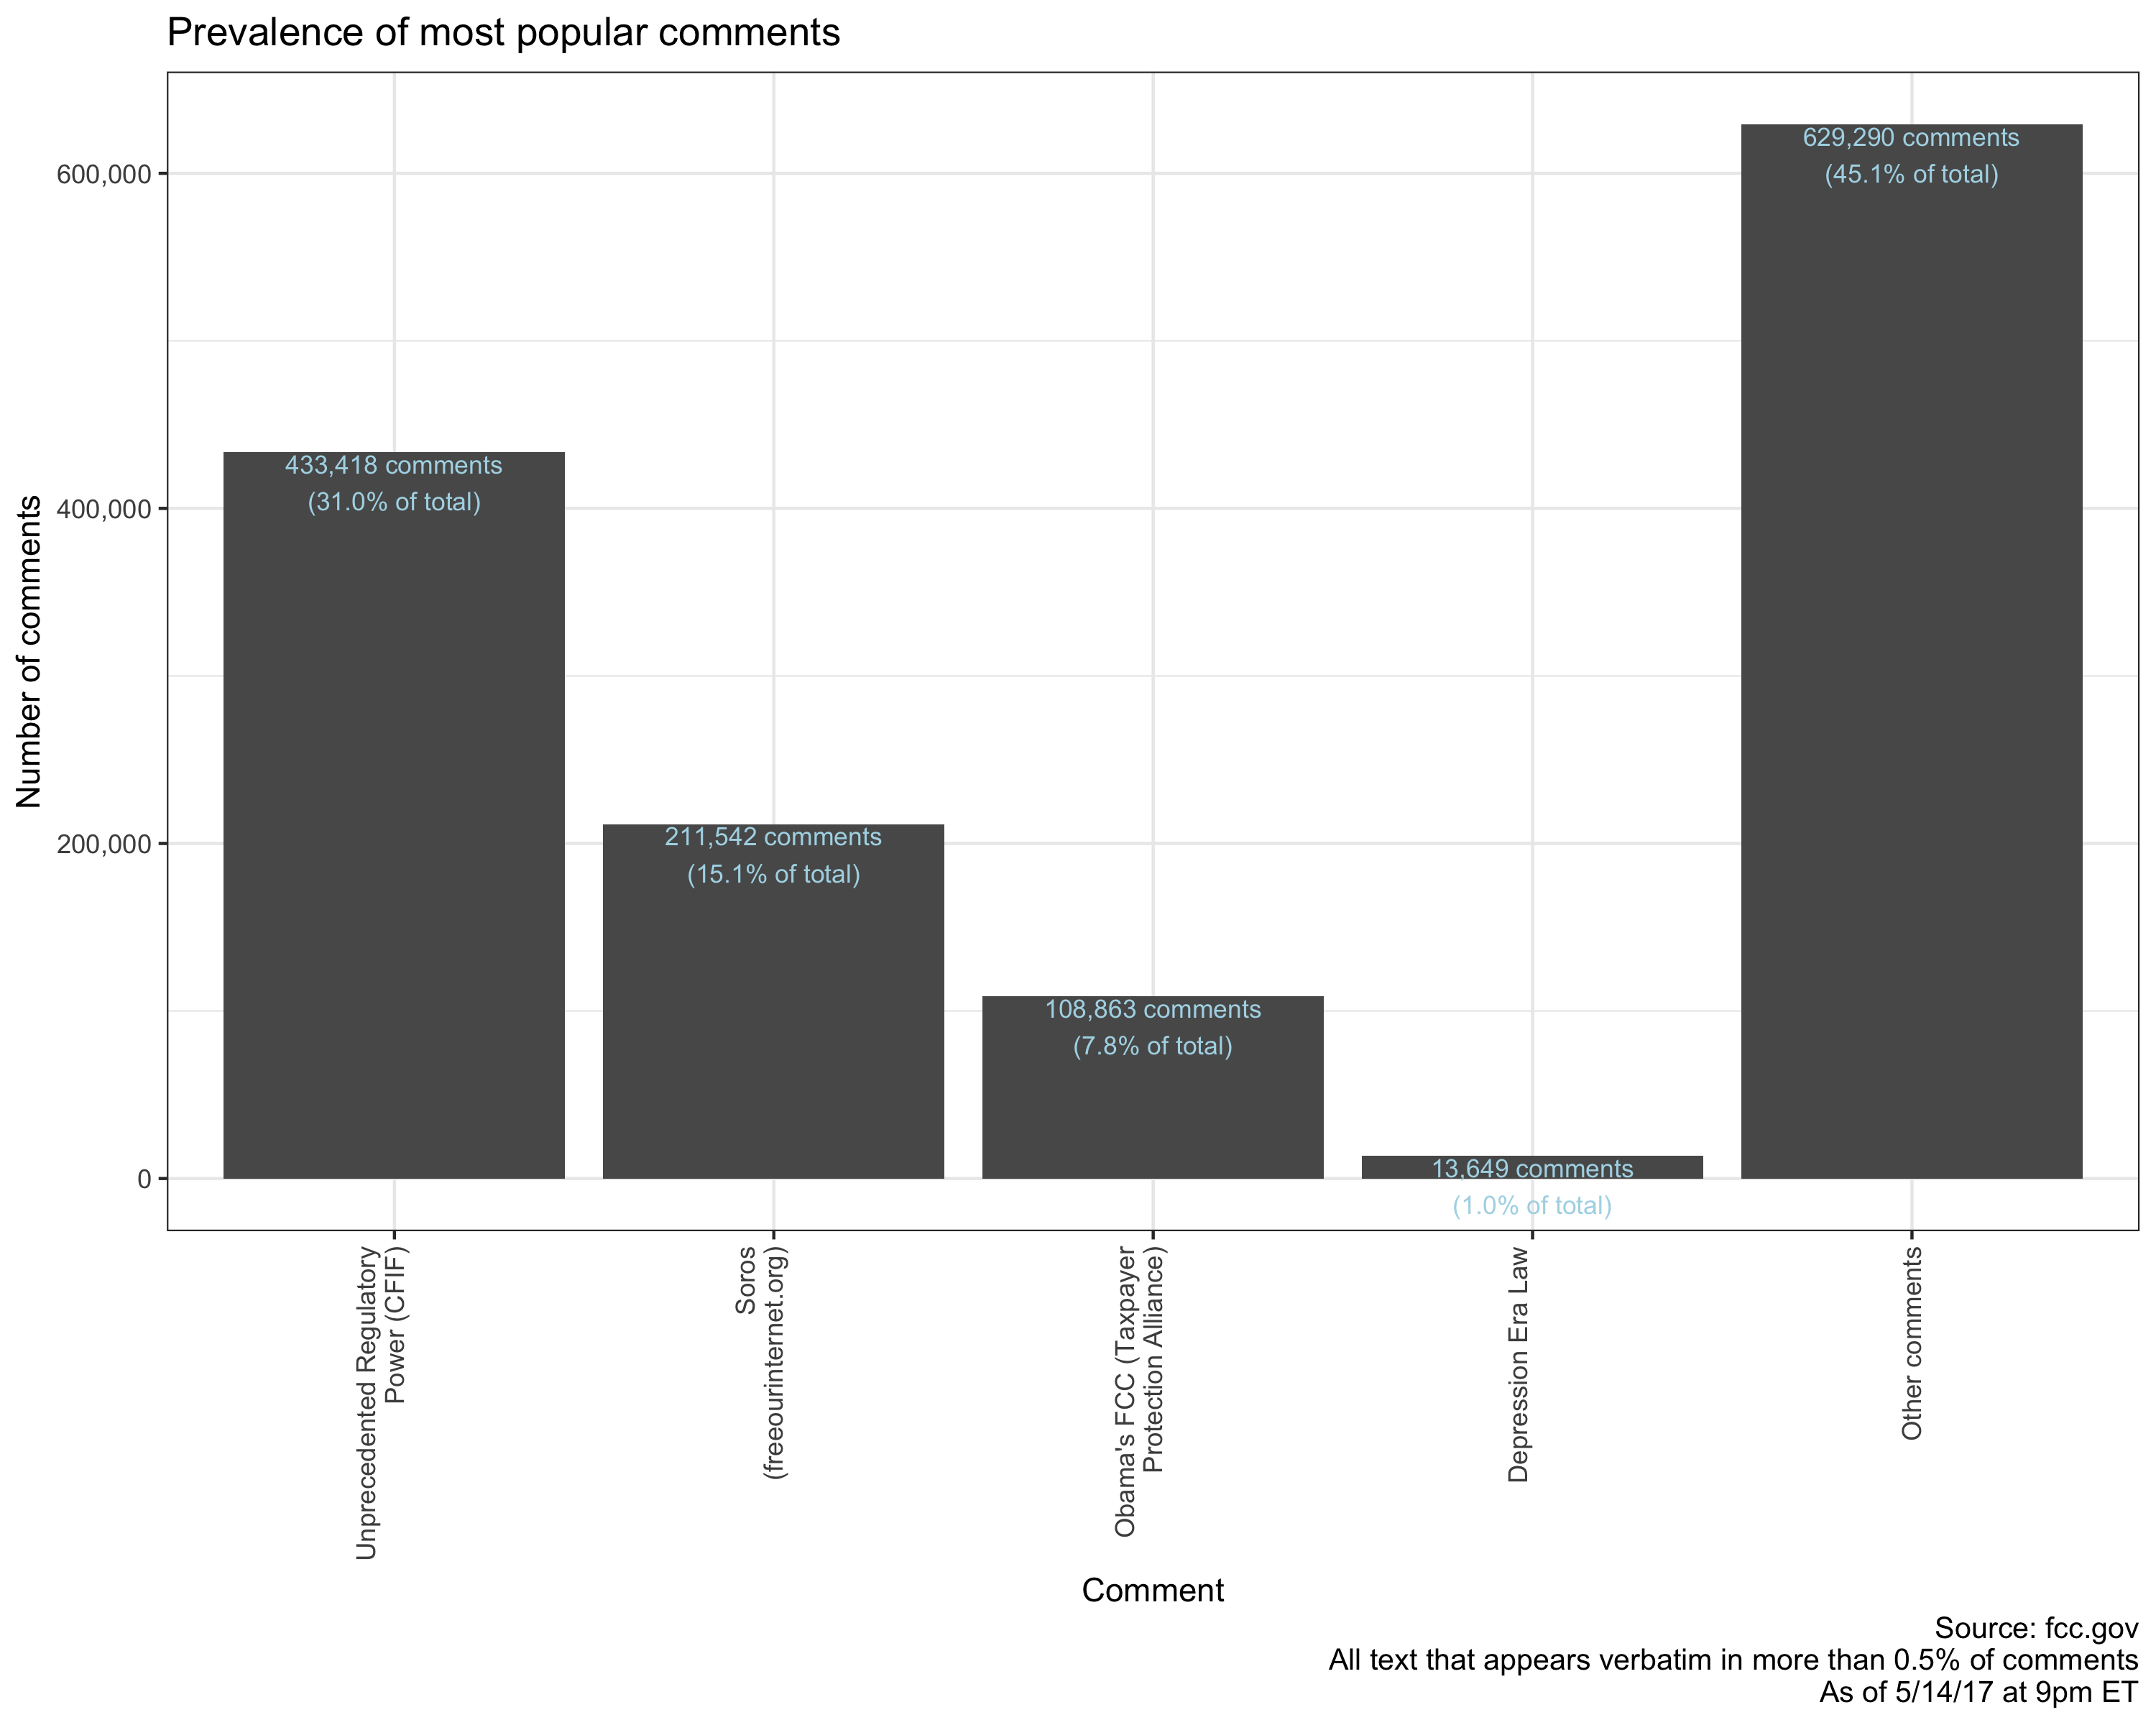 Prevalence of most popular comments
Number of comments
600,000
400,000
200,000
0
433,418 comments
(31.0% of total)
211,542 comments
(15.1% of total)
108,863 comments
(7.8% of total)
13,649 comments
(1.0% of total)
629,290 comments
(45.1% of total)
Unprecedented Regulatory
Power (CFIF)
Soros
(freeourinternet.org)
Obama's FCC (Taxpayer
Protection Alliance)
Depression Era Law
Other comments
Comment
Source: fcc.gov
All text that appears verbatim in more than 0.5% of comments
As of 5/14/17 at 9pm ET